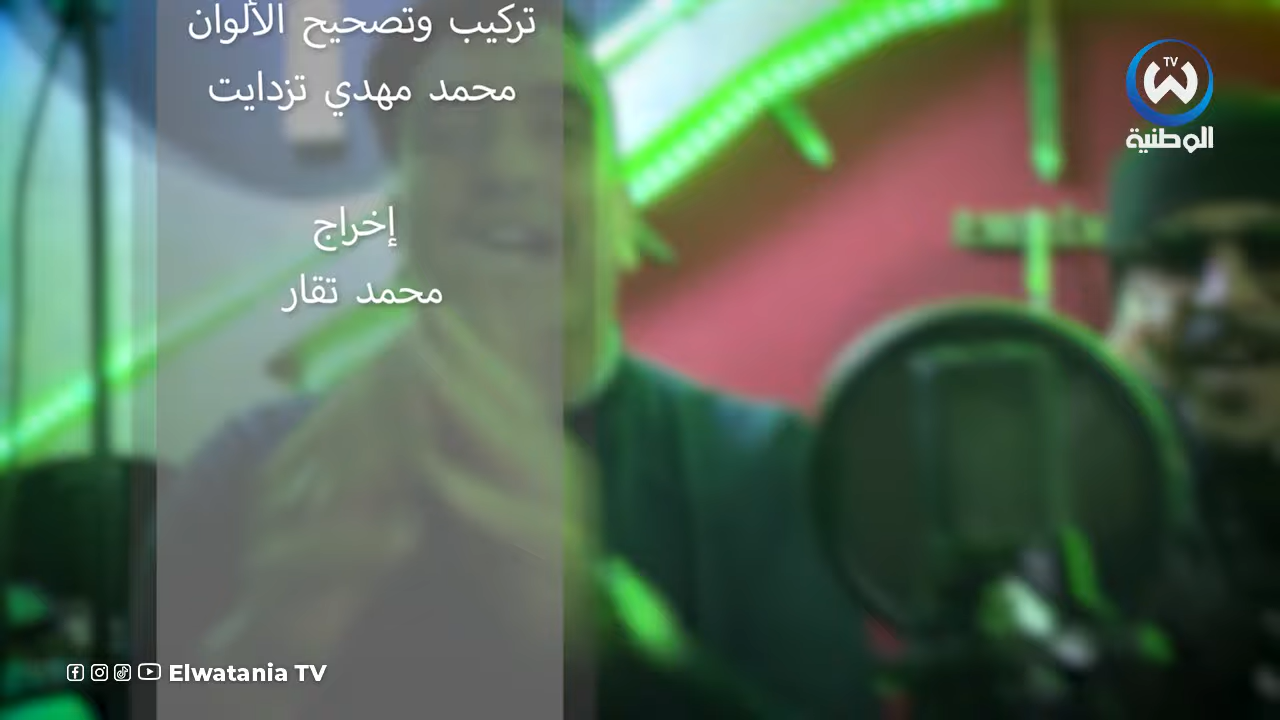 تركيب وتصحيح الألوان
محمد مهدي تزدايت
إخراج
محمد تقار
TV
الوطنية
Elwatania TV